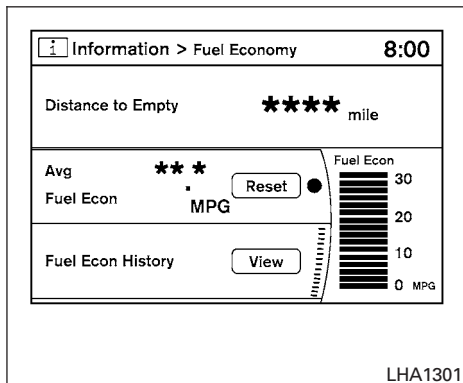 i Information > Fuel Economy 8:00
Distance to Empty **** mile
Avg Fuel Econ **.* MPG Reset
Fuel Econ History View
Fuel Econ
30
20
10
0 MPG
LHA1301